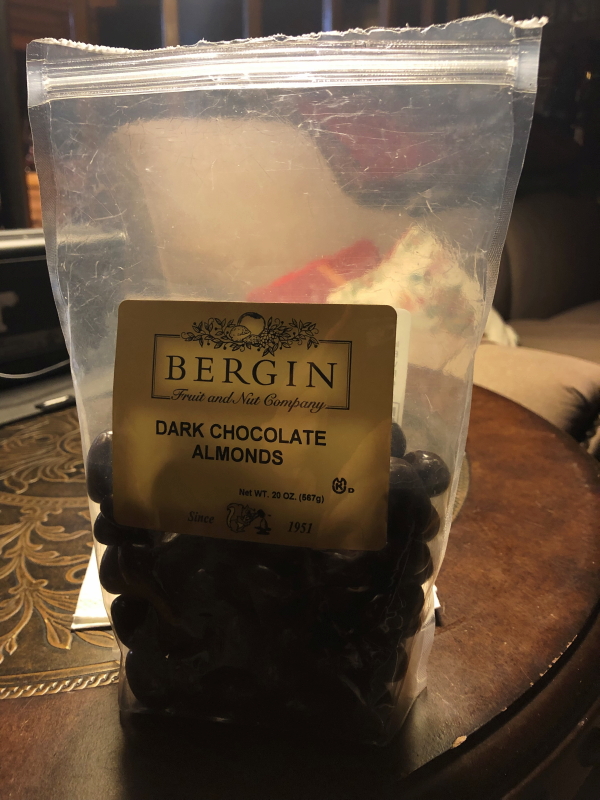 BERGIN
Fruit and Nut Company
DARK CHOCOLATE
ALMONDS
Net WT. 20 OZ. (567g)
D
Since 1951